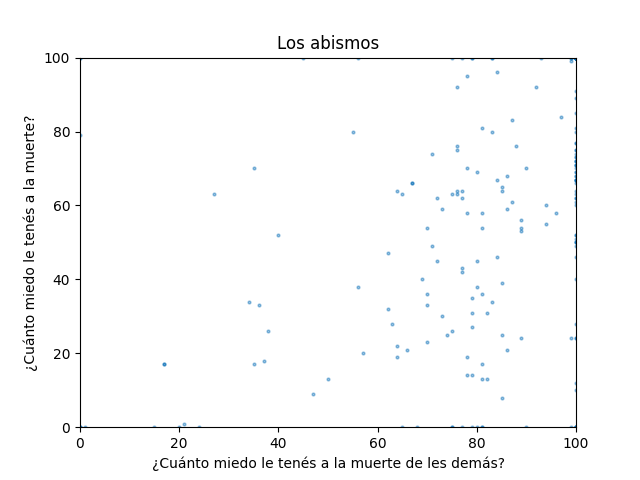 Los abismos
¿Cuánto miedo le tenés a la muerte?
100
80
60
40
20
0
0 20 40 60 80 100
¿Cuánto miedo le tenés a la muerte de les demás?